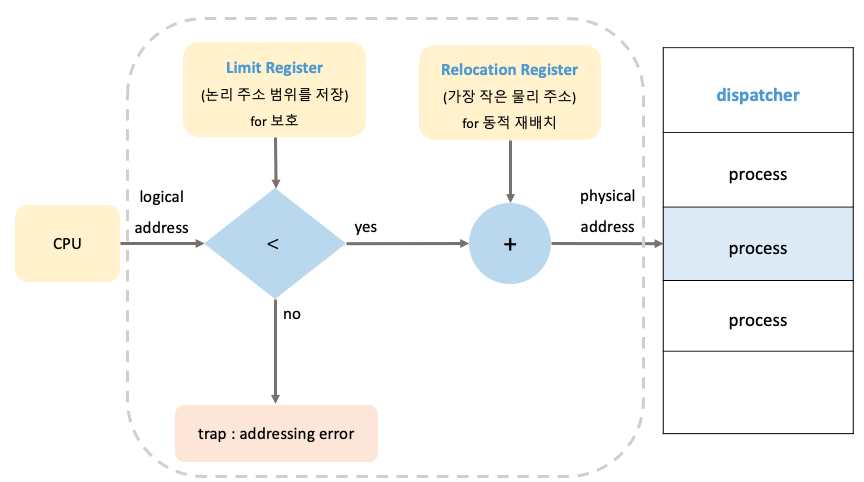 Limit Register
(논리 주소 범위를 저장)
for 보호
Relocation Register
(가장 작은 물리 주소)
for 동적 재배치
dispatcher
process
process
process
CPU
logical
address
<
yes
+
physical
address
no
trap : addressing error